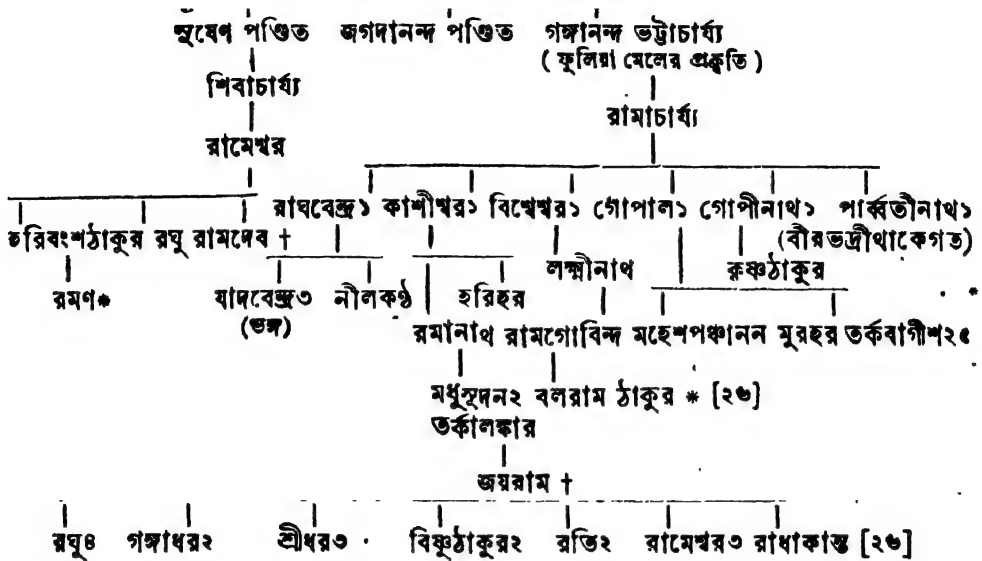 সুষেণ পণ্ডিত জগদানন্দ পণ্ডিত গঙ্গানন্দ ভট্টাচার্য্য
( ফুলিয়া মেলের প্রকৃতি )
শিবাচার্য্য
রামাচার্য্য
রামেশ্বর
রাঘবেন্দ্র১ কাশীশ্বর১ বিশ্বেশ্বর১ গোপাল১ গোপীনাথ১ পার্ব্বতীনাথ১
হরিবংশঠাকুর রঘু রামদেব † (বীরভদ্রীথাকেগত)
লক্ষ্মীনাথ কৃষ্ণঠাকুর
রমণ* যাদবেন্দ্র৩ নীলকণ্ঠ হরিহর
(ভঙ্গ)
রমানাথ রামগোবিন্দ মহেশপঞ্চানন মুরহর তর্কবাগীশ২৫
মধুসূদন২ বলরাম ঠাকুর * [২৬]
তর্কালঙ্কার
জয়রাম †
রঘু৪ গঙ্গাধর২ শ্রীধর৩ বিষ্ণুঠাকুর২ রতি২ রামেশ্বর৩ রাধাকান্ত [২৬]